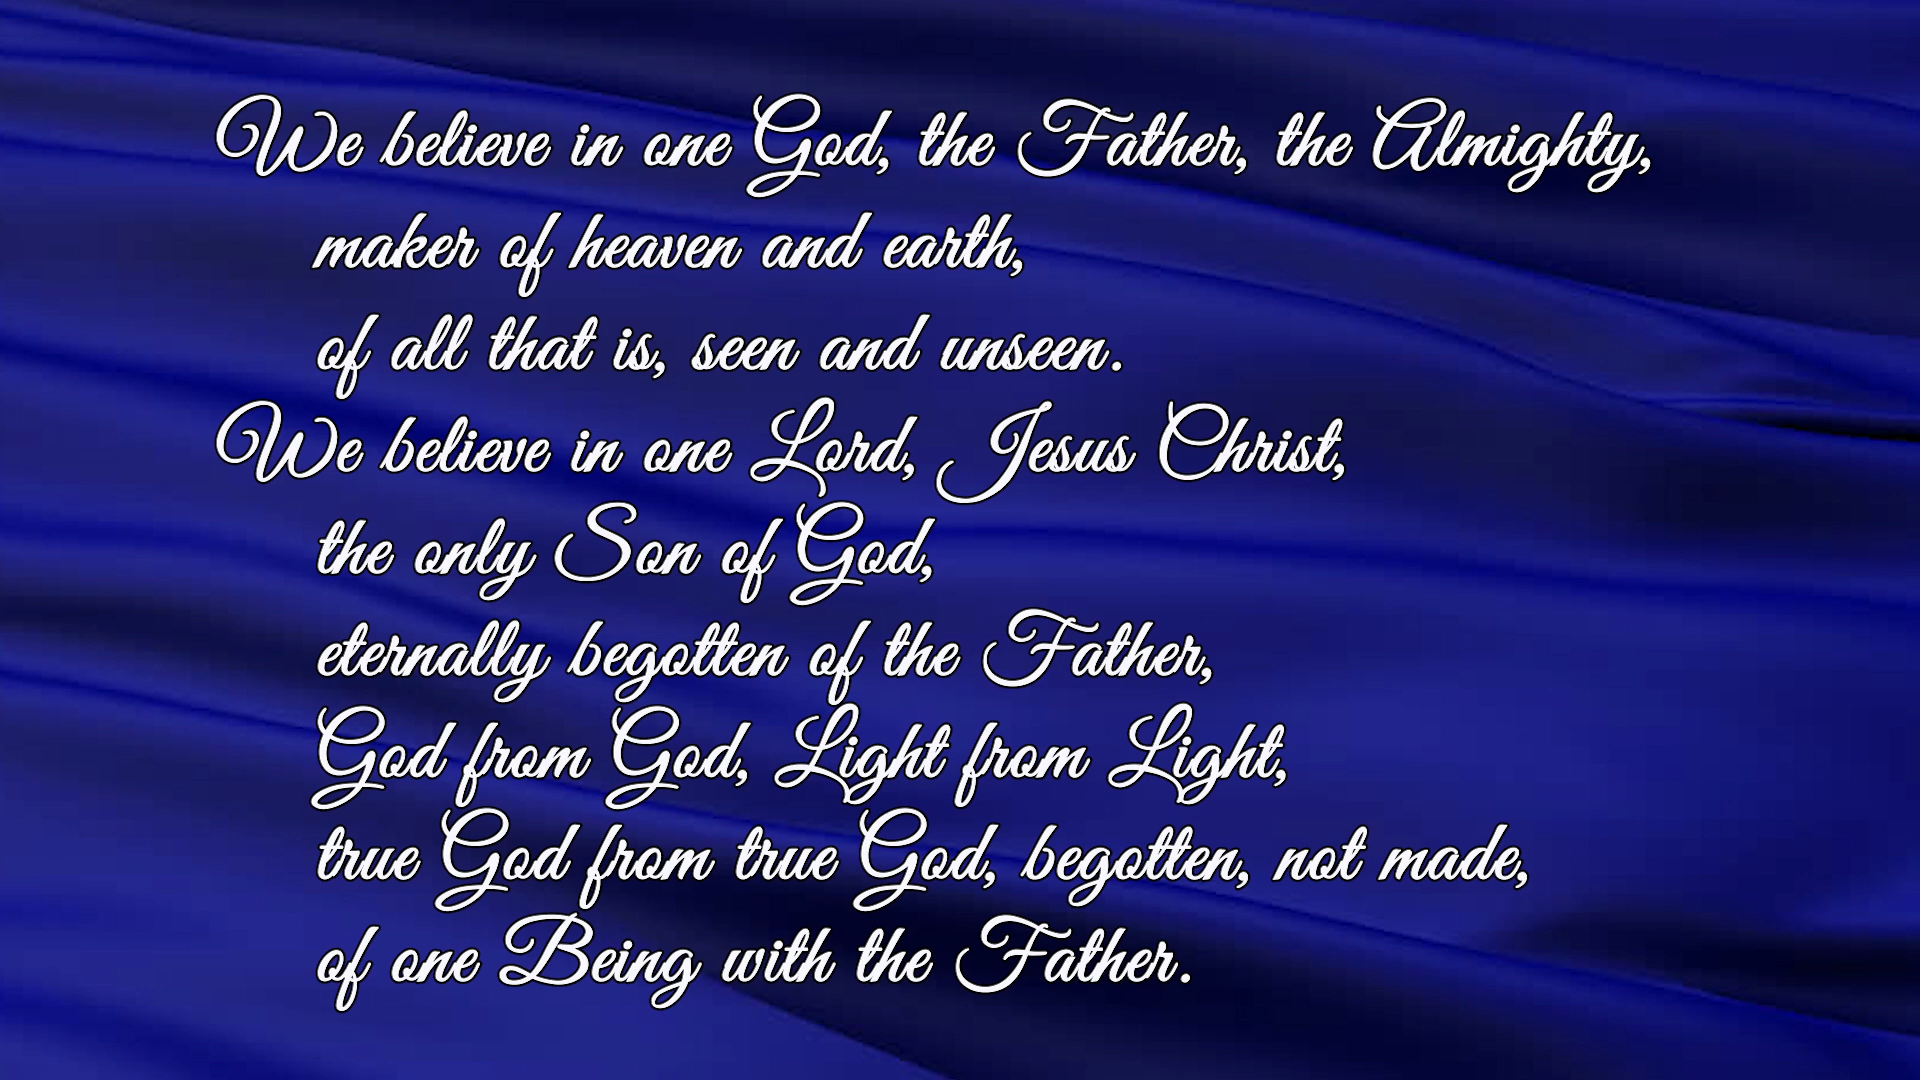 We believe in one God, the Father, the Almighty,
maker of heaven and earth,
of all that is, seen and unseen.
We believe in one Lord, Jesus Christ,
the only Son of God,
eternally begotten of the Father,
God from God, Light from Light,
true God from true God, begotten, not made,
of one Being with the Father.